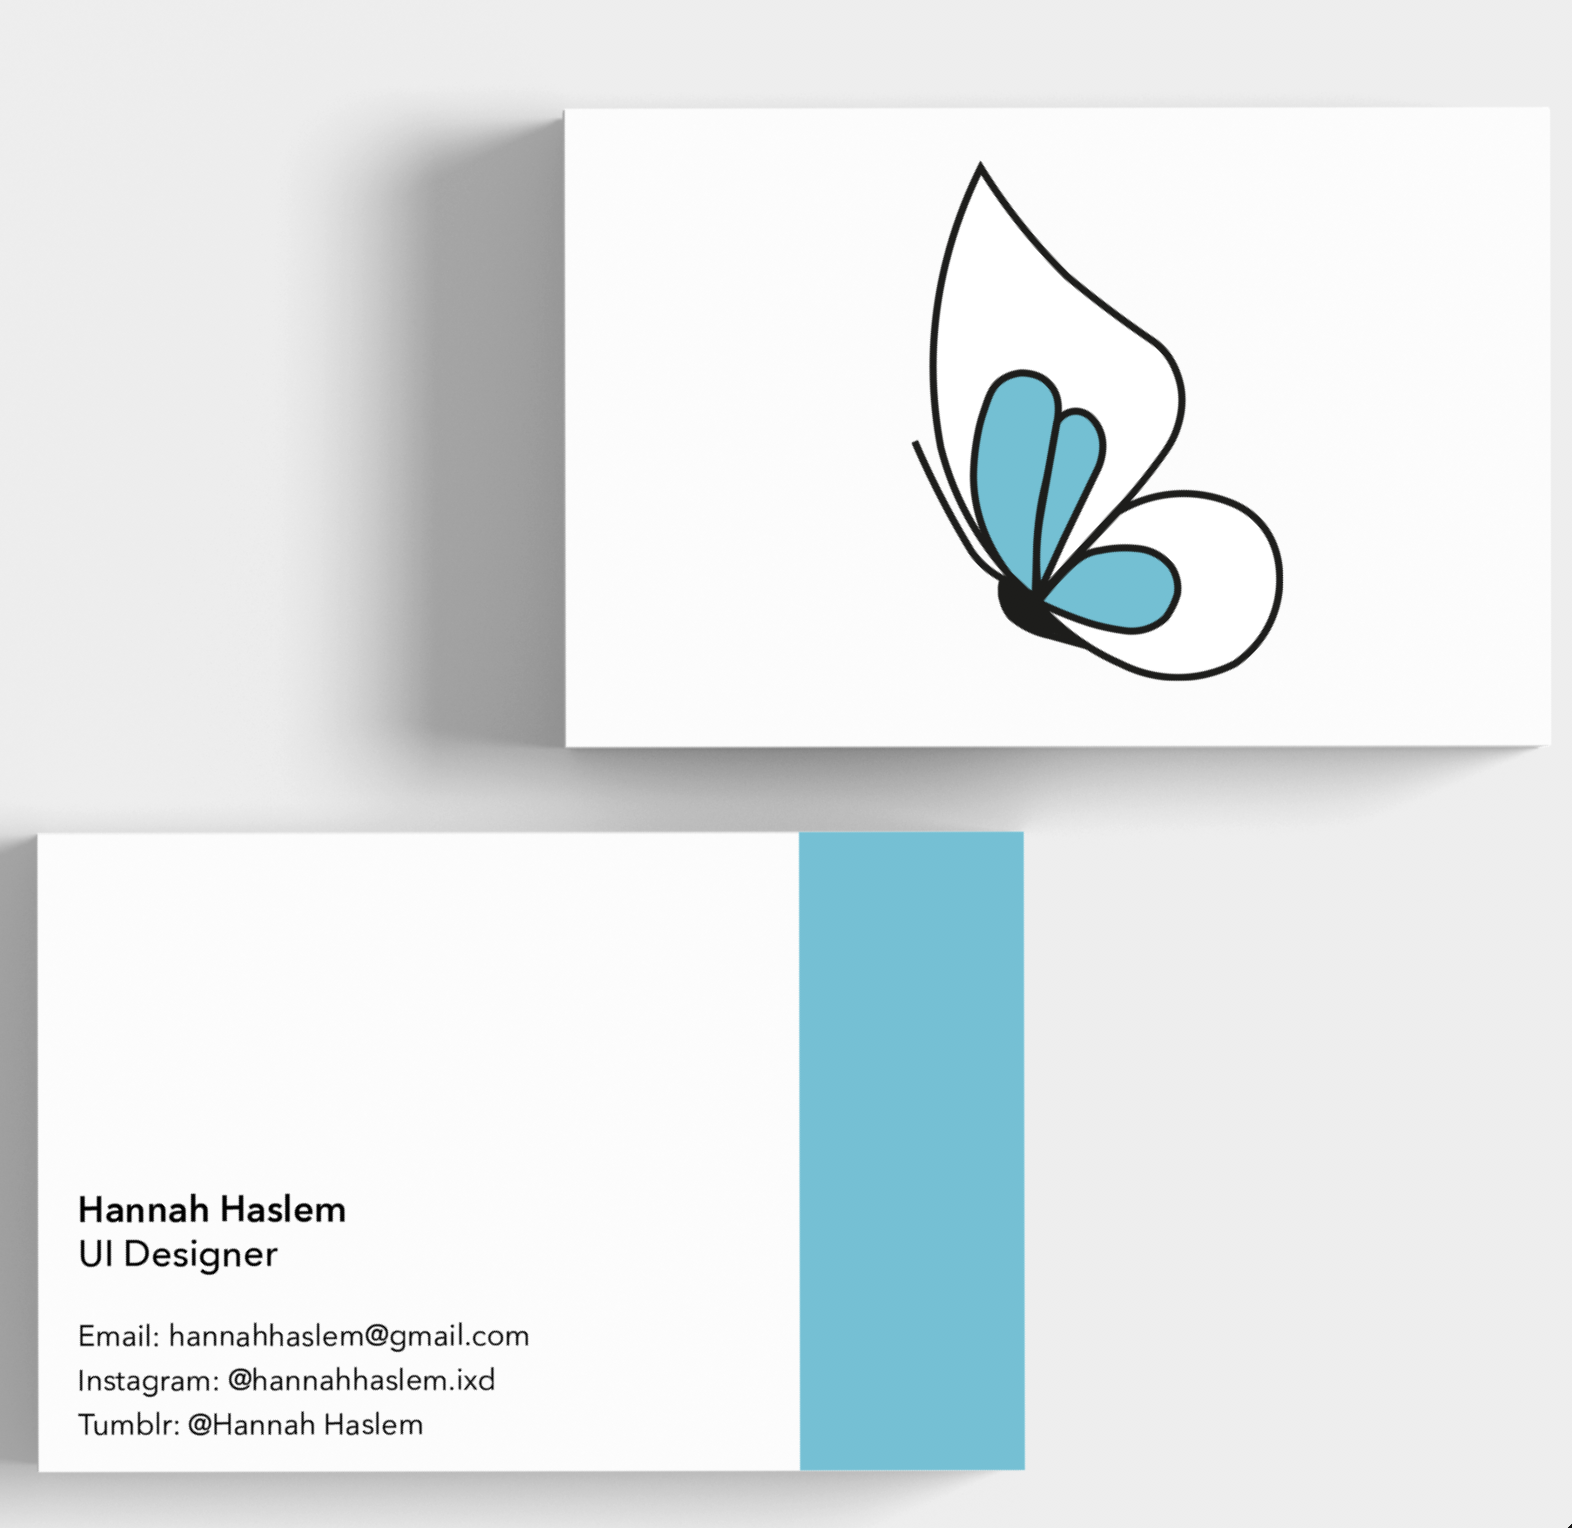 Hannah Haslem
UI Designer
Email: hannahhaslem@gmail.com
Instagram: @hannahhaslem.ixd
Tumblr: @Hannah Haslem